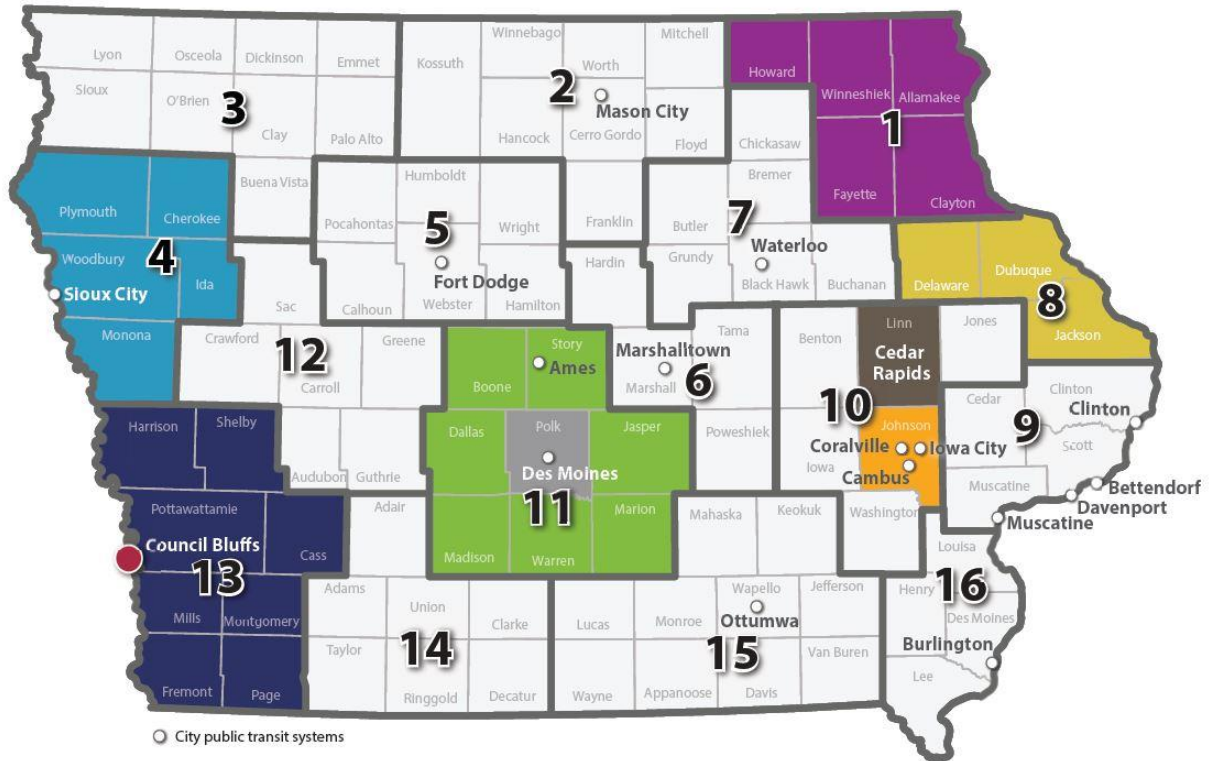 Lyon
Osceola
Dickinson
Emmet
Kossuth
Winnebago
Worth
Mitchell
Howard
Winneshiek
Allamakee
Sioux
O'Brien
Clay
Palo Alto
3
2
Mason City
Hancock
Cerro Gordo
Floyd
Chickasaw
1
Plymouth
Cherokee
Buena Vista
Humboldt
Pocahontas
Wright
Franklin
Butler
Bremer
Fayette
Clayton
5
7
Woodbury
4
Ida
Sioux City
Fort Dodge
Waterloo
Hardin
Grundy
Black Hawk
Buchanan
Delaware
Dubuque
8
Jackson
Monona
Sac
Calhoun
Webster
Hamilton
Crawford
12
Carroll
Greene
Boone
Story
Ames
Marshalltown
Marshall
6
Tama
Benton
Linn
Cedar
Rapids
Jones
10
Cedar
9
Clinton
Clinton
Scott
Harrison
Shelby
Audubon
Guthrie
Dallas
Polk
Des Moines
Jasper
Poweshiek
Iowa
Johnson
Coralville
Iowa City
Cambus
Muscatine
Bettendorf
Davenport
Muscatine
Pottawattamie
Council Bluffs
Cass
13
Adair
11
Madison
Warren
Marion
Mahaska
Keokuk
Washington
Louisa
16
Mills
Montgomery
Adams
Union
Clarke
14
Lucas
Monroe
Wapello
Ottumwa
15
Jefferson
Henry
Des Moines
Burlington
Fremont
Page
Taylor
Ringgold
Decatur
Wayne
Appanoose
Davis
Van Buren
Lee
City public transit systems